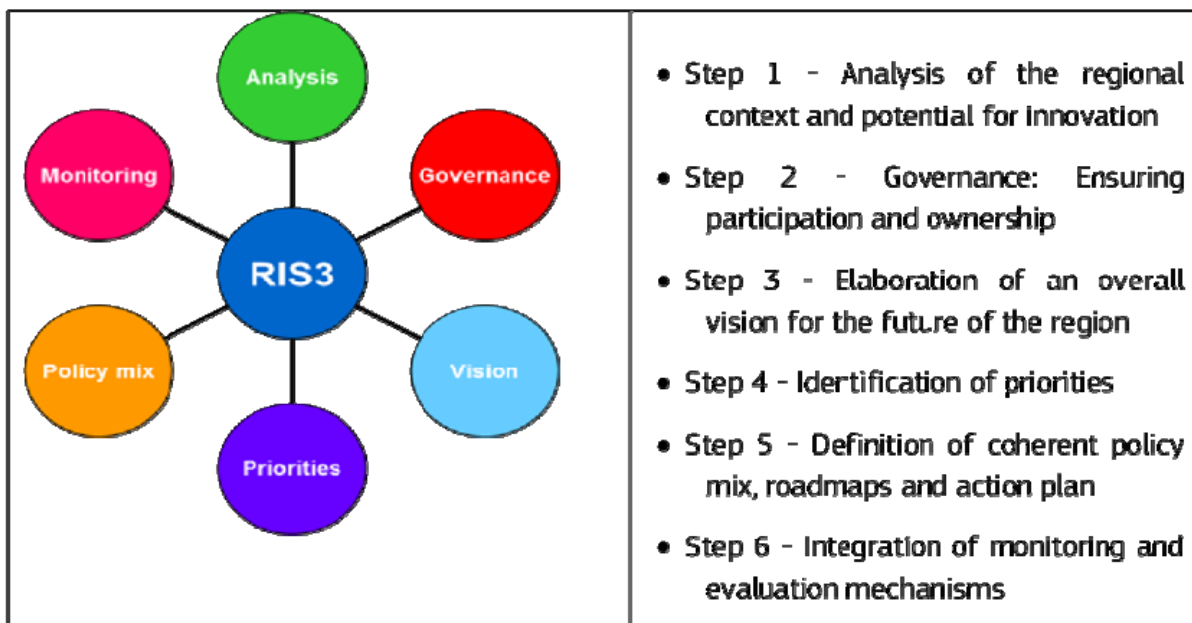 Analysis
Monitoring
Governance
RIS3
Policy mix
Vision
Priorities
• Step 1 - Analysis of the regional
context and potential for innovation
• Step 2 - Governance: Ensuring
participation and ownership
• Step 3 - Elaboration of an overall
vision for the future of the region
• Step 4 - Identification of priorities
• Step 5 - Definition of coherent policy
mix, roadmaps and action plan
• Step 6 - Integration of monitoring and
evaluation mechanisms